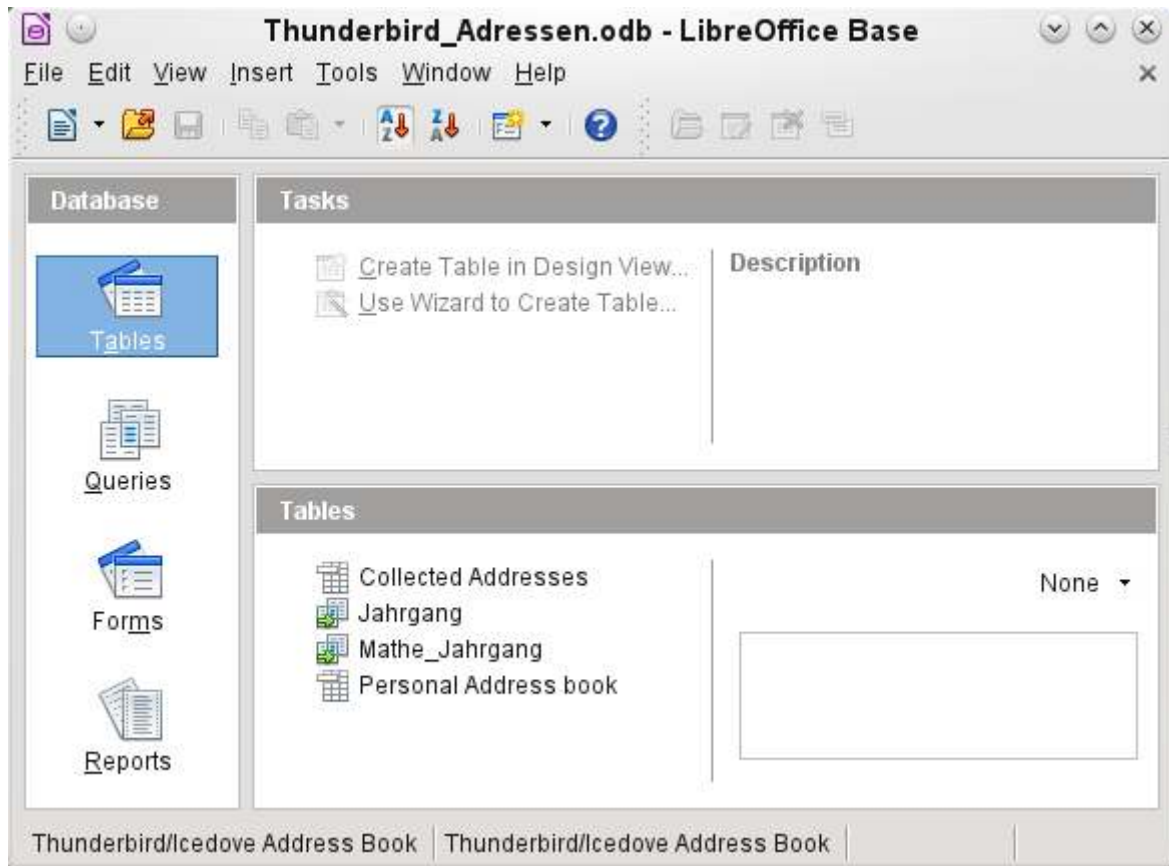 Thunderbird_Adressen.odb - LibreOffice Base
File Edit View Insert Tools Window Help
Database
Tables
Queries
Forms
Reports
Tasks
Create Table in Design View...
Use Wizard to Create Table...
Description
Tables
Collected Addresses
Jahrgang
Mathe_Jahrgang
Personal Address book
None
Thunderbird/Icedove Address Book Thunderbird/Icedove Address Book